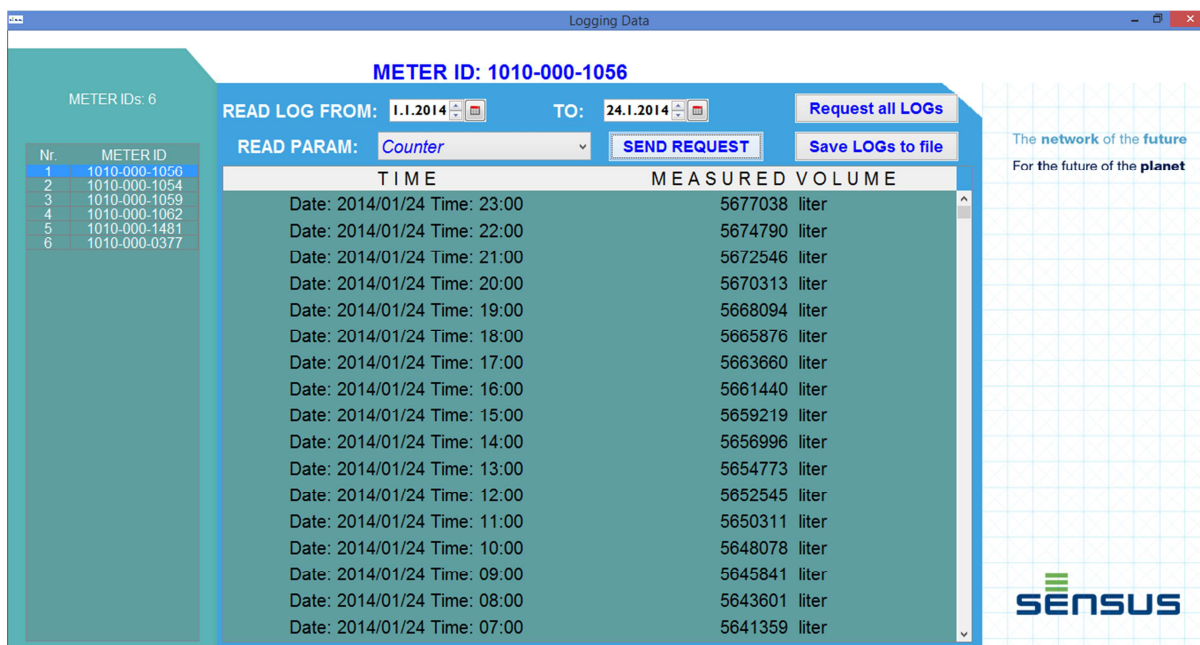 Logging Data
METER ID: 1010-000-1056
METER IDs: 6
READ LOG FROM: 1.1.2014 TO: 24.1.2014 Request all LOGs
READ PARAM: Counter SEND REQUEST Save LOGs to file
Nr. METER ID
1 1010-000-1056
2 1010-000-1054
3 1010-000-1059
4 1010-000-1062
5 1010-000-1481
6 1010-000-0377
TIME MEASURED VOLUME
Date: 2014/01/24 Time: 23:00 5677038 liter
Date: 2014/01/24 Time: 22:00 5674790 liter
Date: 2014/01/24 Time: 21:00 5672546 liter
Date: 2014/01/24 Time: 20:00 5670313 liter
Date: 2014/01/24 Time: 19:00 5668094 liter
Date: 2014/01/24 Time: 18:00 5665876 liter
Date: 2014/01/24 Time: 17:00 5663660 liter
Date: 2014/01/24 Time: 16:00 5661440 liter
Date: 2014/01/24 Time: 15:00 5659219 liter
Date: 2014/01/24 Time: 14:00 5656996 liter
Date: 2014/01/24 Time: 13:00 5654773 liter
Date: 2014/01/24 Time: 12:00 5652545 liter
Date: 2014/01/24 Time: 11:00 5650311 liter
Date: 2014/01/24 Time: 10:00 5648078 liter
Date: 2014/01/24 Time: 09:00 5645841 liter
Date: 2014/01/24 Time: 08:00 5643601 liter
Date: 2014/01/24 Time: 07:00 5641359 liter
The network of the future
For the future of the planet
sensus